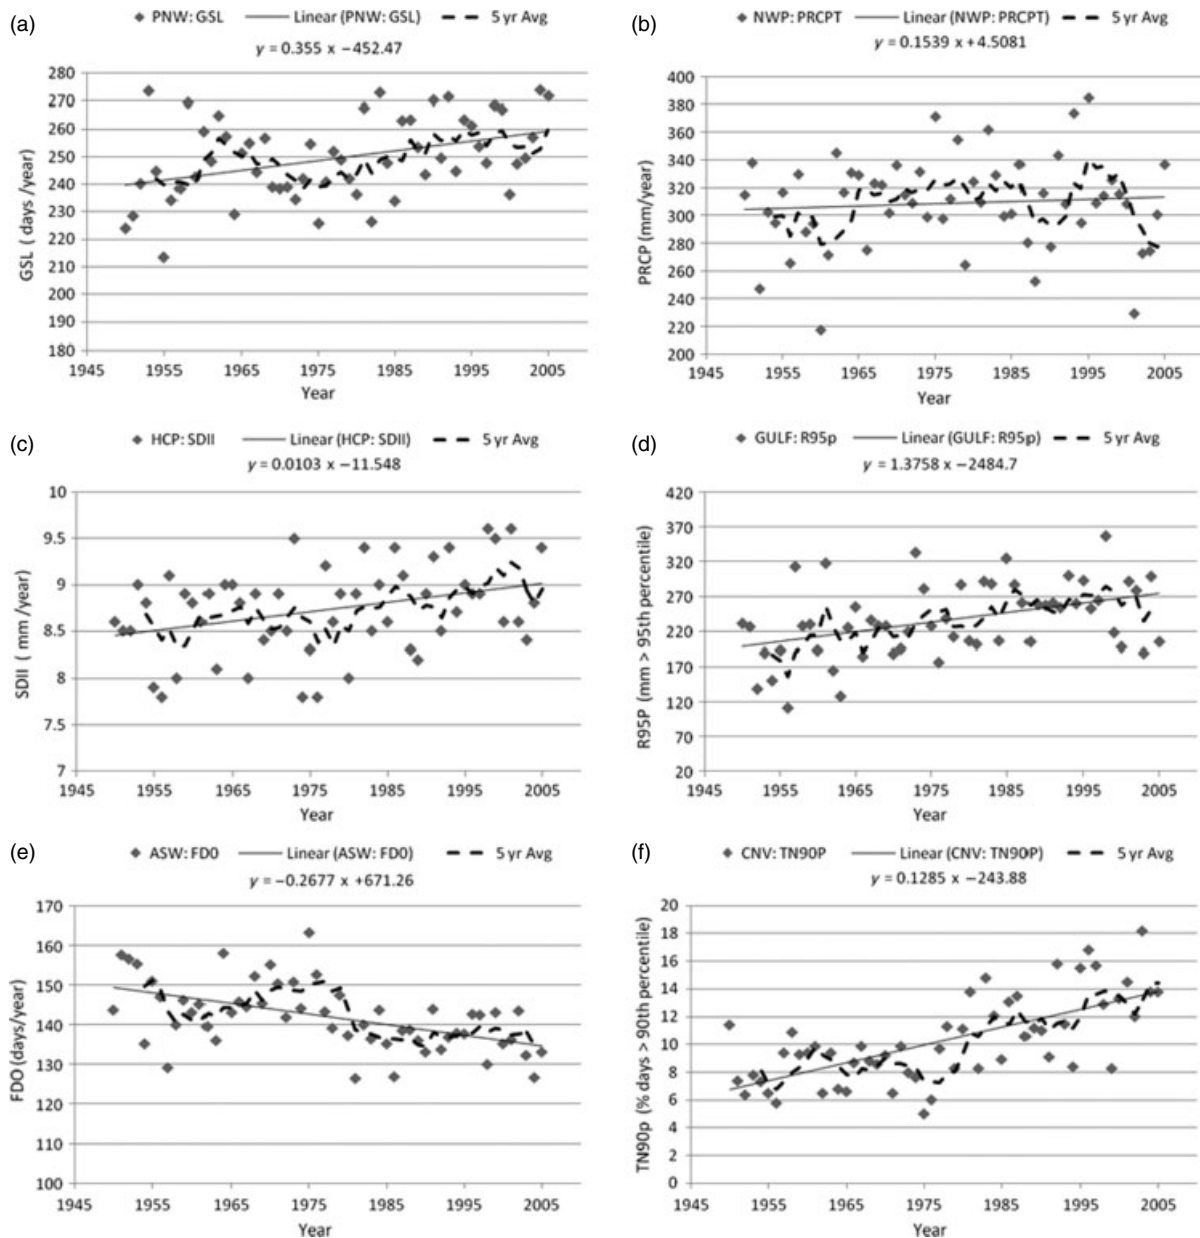 (a)
PNW: GSL Linear (PNW: GSL) 5 yr Avg
y = 0.355 x −452.47
GSL ( days /year)
280
270
260
250
240
230
220
210
200
190
180
1945 1955 1965 1975 1985 1995 2005
Year
(b)
NWP: PRCPT Linear (NWP: PRCPT) 5 yr Avg
y = 0.1539 x +4.5081
PRCP (mm/year)
400
380
360
340
320
300
280
260
240
220
200
1945 1955 1965 1975 1985 1995 2005
Year
(c)
HCP: SDII Linear (HCP: SDII) 5 yr Avg
y = 0.0103 x −11.548
SDII ( mm /year)
10
9.5
9
8.5
8
7.5
7
1945 1955 1965 1975 1985 1995 2005
Year
(d)
GULF: R95p Linear (GULF: R95p) 5 yr Avg
y = 1.3758 x −2484.7
R95P (mm > 95th percentile)
420
370
320
270
220
170
120
70
20
1945 1955 1965 1975 1985 1995 2005
Year
(e)
ASW: FD0 Linear (ASW: FD0) 5 yr Avg
y = −0.2677 x +671.26
FDO (days/year)
170
160
150
140
130
120
110
100
1945 1955 1965 1975 1985 1995 2005
Year
(f)
CNV: TN90P Linear (CNV: TN90P) 5 yr Avg
y = 0.1285 x −243.88
TN90p (% days > 90th percentile)
20
18
16
14
12
10
8
6
4
2
0
1945 1955 1965 1975 1985 1995 2005
Year